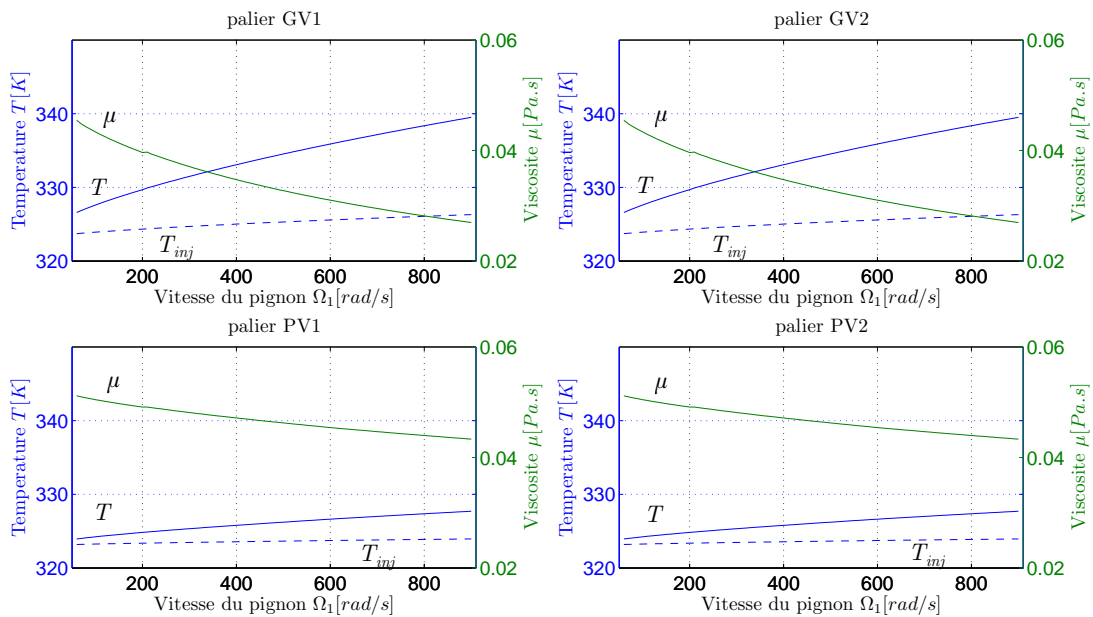 palier GV1
Temperature T[K]
340
330
320
μ
T
T_inj
0.06
0.04
0.02
Viscosite μ[Pa.s]
200 400 600 800
Vitesse du pignon Ω₁[rad/s]
palier GV2
Temperature T[K]
340
330
320
μ
T
T_inj
0.06
0.04
0.02
Viscosite μ[Pa.s]
200 400 600 800
Vitesse du pignon Ω₁[rad/s]
palier PV1
Temperature T[K]
340
330
320
μ
T
T_inj
0.06
0.04
0.02
Viscosite μ[Pa.s]
200 400 600 800
Vitesse du pignon Ω₁[rad/s]
palier PV2
Temperature T[K]
340
330
320
μ
T
T_inj
0.06
0.04
0.02
Viscosite μ[Pa.s]
200 400 600 800
Vitesse du pignon Ω₁[rad/s]